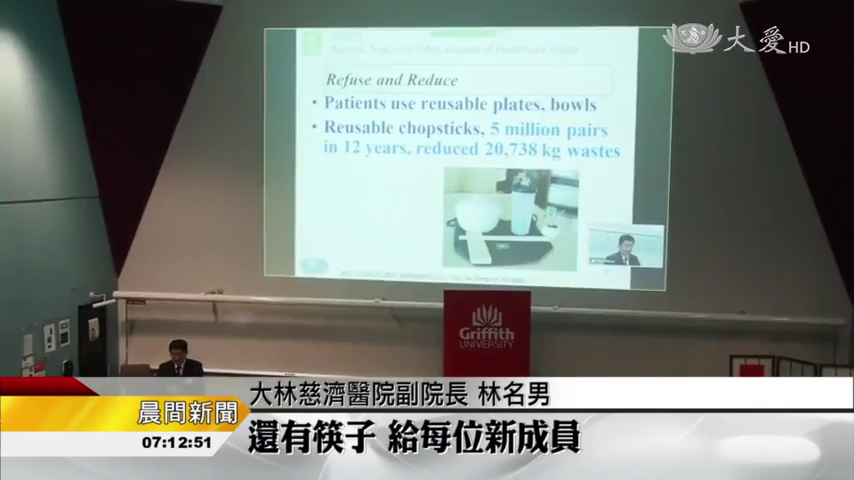 大愛HD
Refuse and Reduce
• Patients use reusable plates, bowls
• Reusable chopsticks, 5 million pairs
in 12 years, reduced 20,738 kg wastes
Griffith
UNIVERSITY
大林慈濟醫院副院長 林名男
晨間新聞
07:12:51
還有筷子 給每位新成員